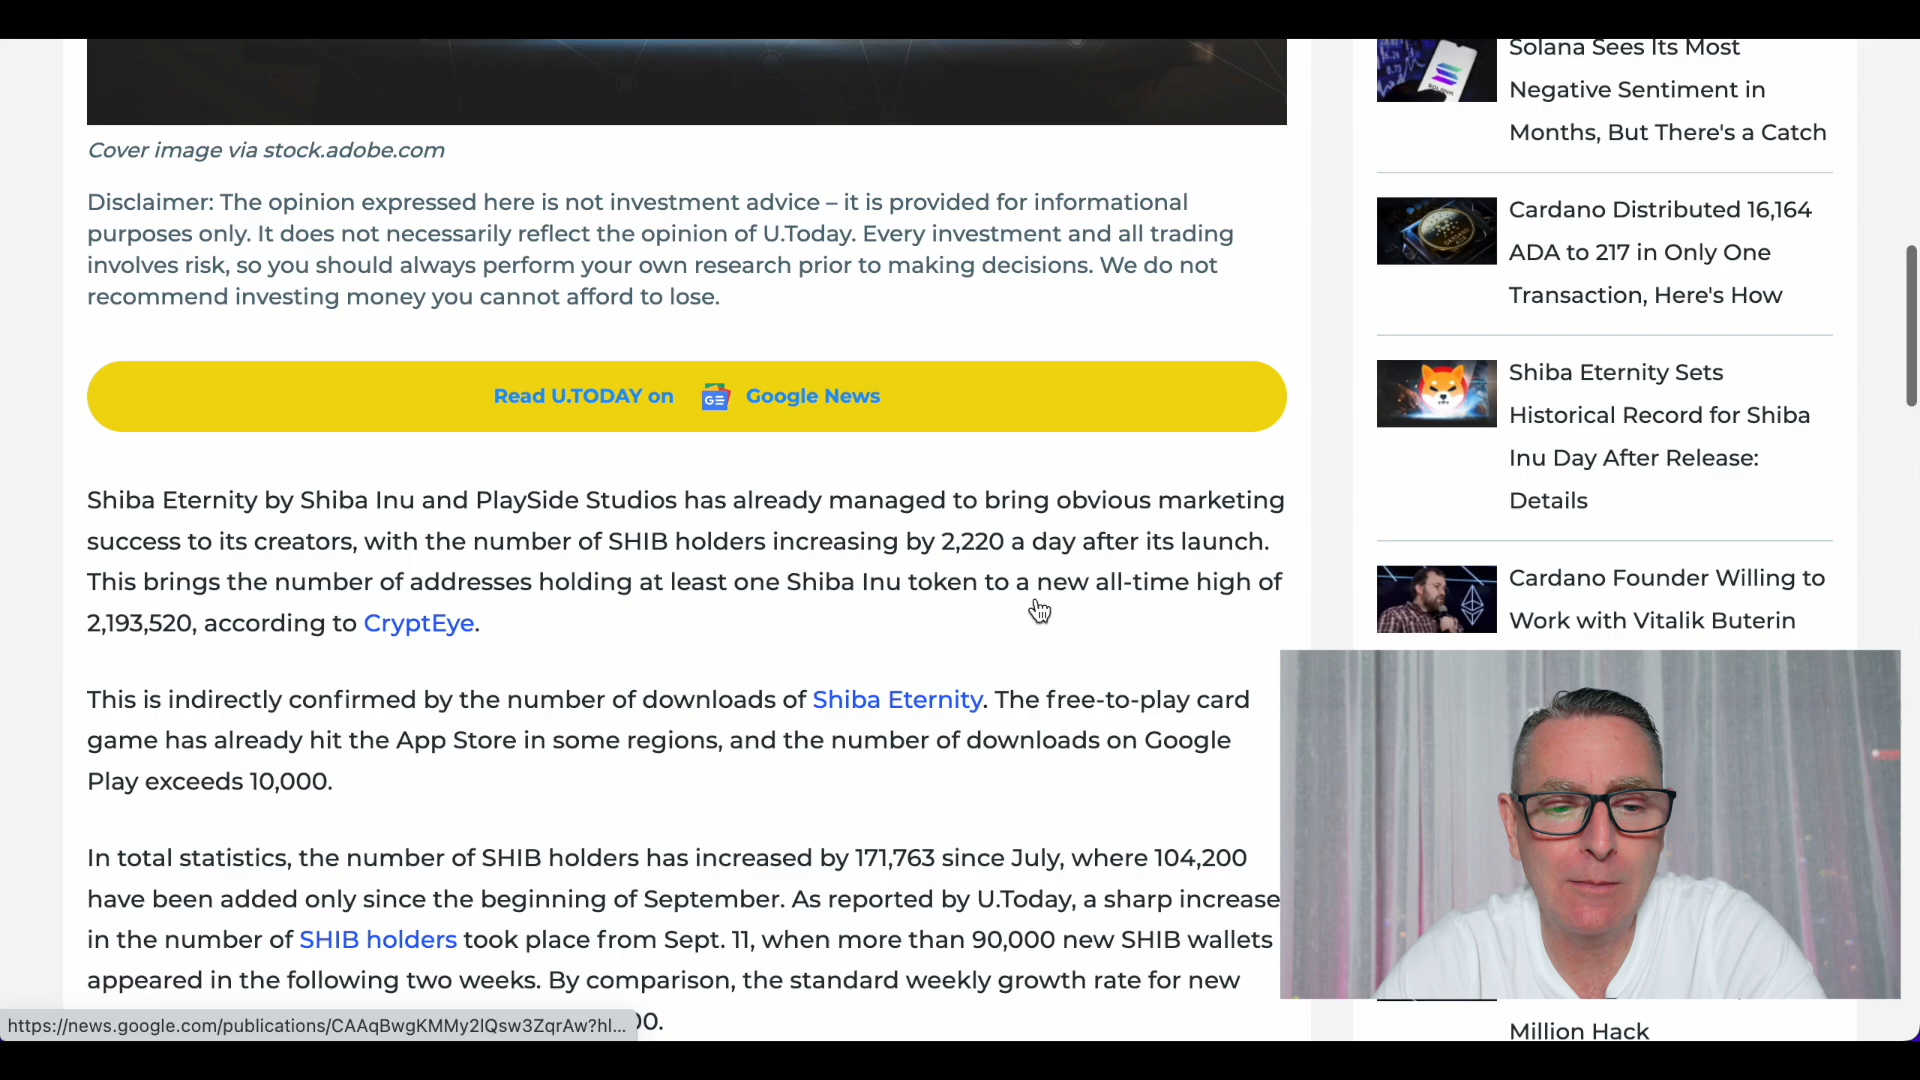 Cover image via stock.adobe.com
Disclaimer: The opinion expressed here is not investment advice – it is provided for informational
purposes only. It does not necessarily reflect the opinion of U.Today. Every investment and all trading
involves risk, so you should always perform your own research prior to making decisions. We do not
recommend investing money you cannot afford to lose.
Read U.TODAY on Google News
Shiba Eternity by Shiba Inu and PlaySide Studios has already managed to bring obvious marketing
success to its creators, with the number of SHIB holders increasing by 2,220 a day after its launch.
This brings the number of addresses holding at least one Shiba Inu token to a new all-time high of
2,193,520, according to CryptEye.
This is indirectly confirmed by the number of downloads of Shiba Eternity. The free-to-play card
game has already hit the App Store in some regions, and the number of downloads on Google
Play exceeds 10,000.
In total statistics, the number of SHIB holders has increased by 171,763 since July, where 104,200
have been added only since the beginning of September. As reported by U.Today, a sharp increase
in the number of SHIB holders took place from Sept. 11, when more than 90,000 new SHIB wallets
appeared in the following two weeks. By comparison, the standard weekly growth rate for new
00.
https://news.google.com/publications/CAAqBwgKMMy2lQsw3ZqrAw?hl...
Solana Sees Its Most
Negative Sentiment in
Months, But There's a Catch
Cardano Distributed 16,164
ADA to 217 in Only One
Transaction, Here's How
Shiba Eternity Sets
Historical Record for Shiba
Inu Day After Release:
Details
Cardano Founder Willing to
Work with Vitalik Buterin
Million Hack